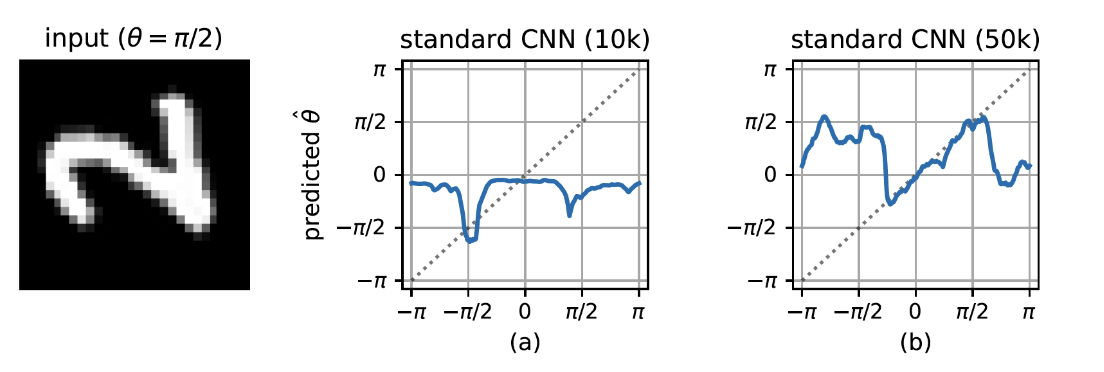 input (θ = π/2)
standard CNN (10k)
predicted θ̂
π
π/2
0
−π/2
−π
−π
−π/2
0
π/2
π
(a)
standard CNN (50k)
π
π/2
0
−π/2
−π
−π
−π/2
0
π/2
π
(b)